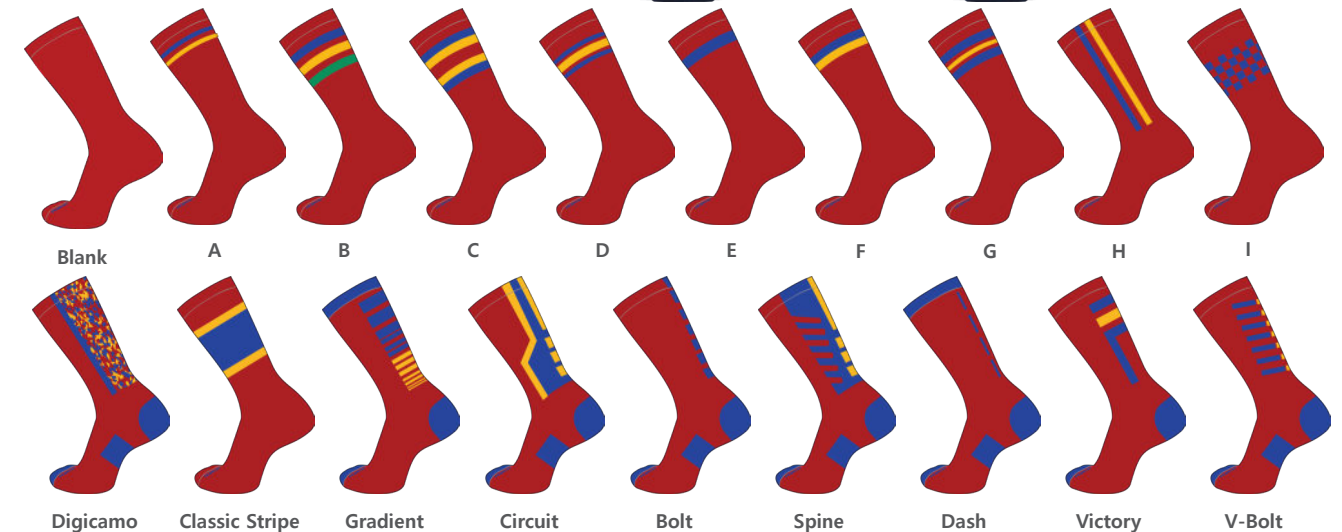 Blank A B C D E F G H I
Digicamo Classic Stripe Gradient Circuit Bolt Spine Dash Victory V-Bolt